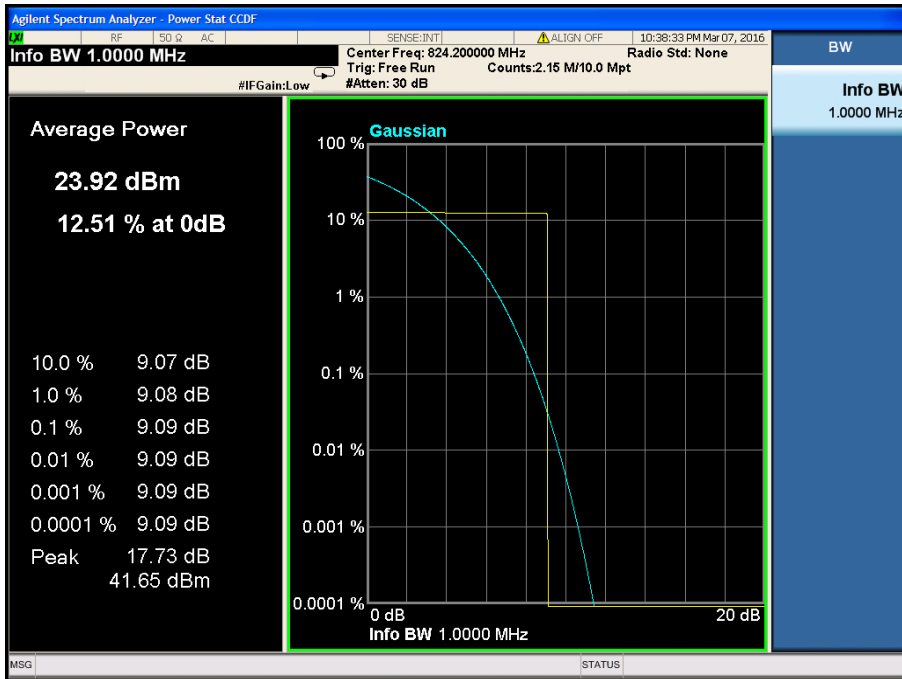 Agilent Spectrum Analyzer - Power Stat CCDF
LXI RF 50 Ω AC SENSE:INT ALIGN OFF 10:38:33 PM Mar 07, 2016
Info BW 1.0000 MHz
Center Freq: 824.200000 MHz Radio Std: None
Trig: Free Run Counts:2.15 M/10.0 Mpt
#IFGain:Low #Atten: 30 dB
BW
Info BW
1.0000 MHz
Average Power
23.92 dBm
12.51 % at 0dB
10.0 % 9.07 dB
1.0 % 9.08 dB
0.1 % 9.09 dB
0.01 % 9.09 dB
0.001 % 9.09 dB
0.0001 % 9.09 dB
Peak 17.73 dB
41.65 dBm
Gaussian
100 %
10 %
1 %
0.1 %
0.01 %
0.001 %
0.0001 %
0 dB 20 dB
Info BW 1.0000 MHz
MSG STATUS